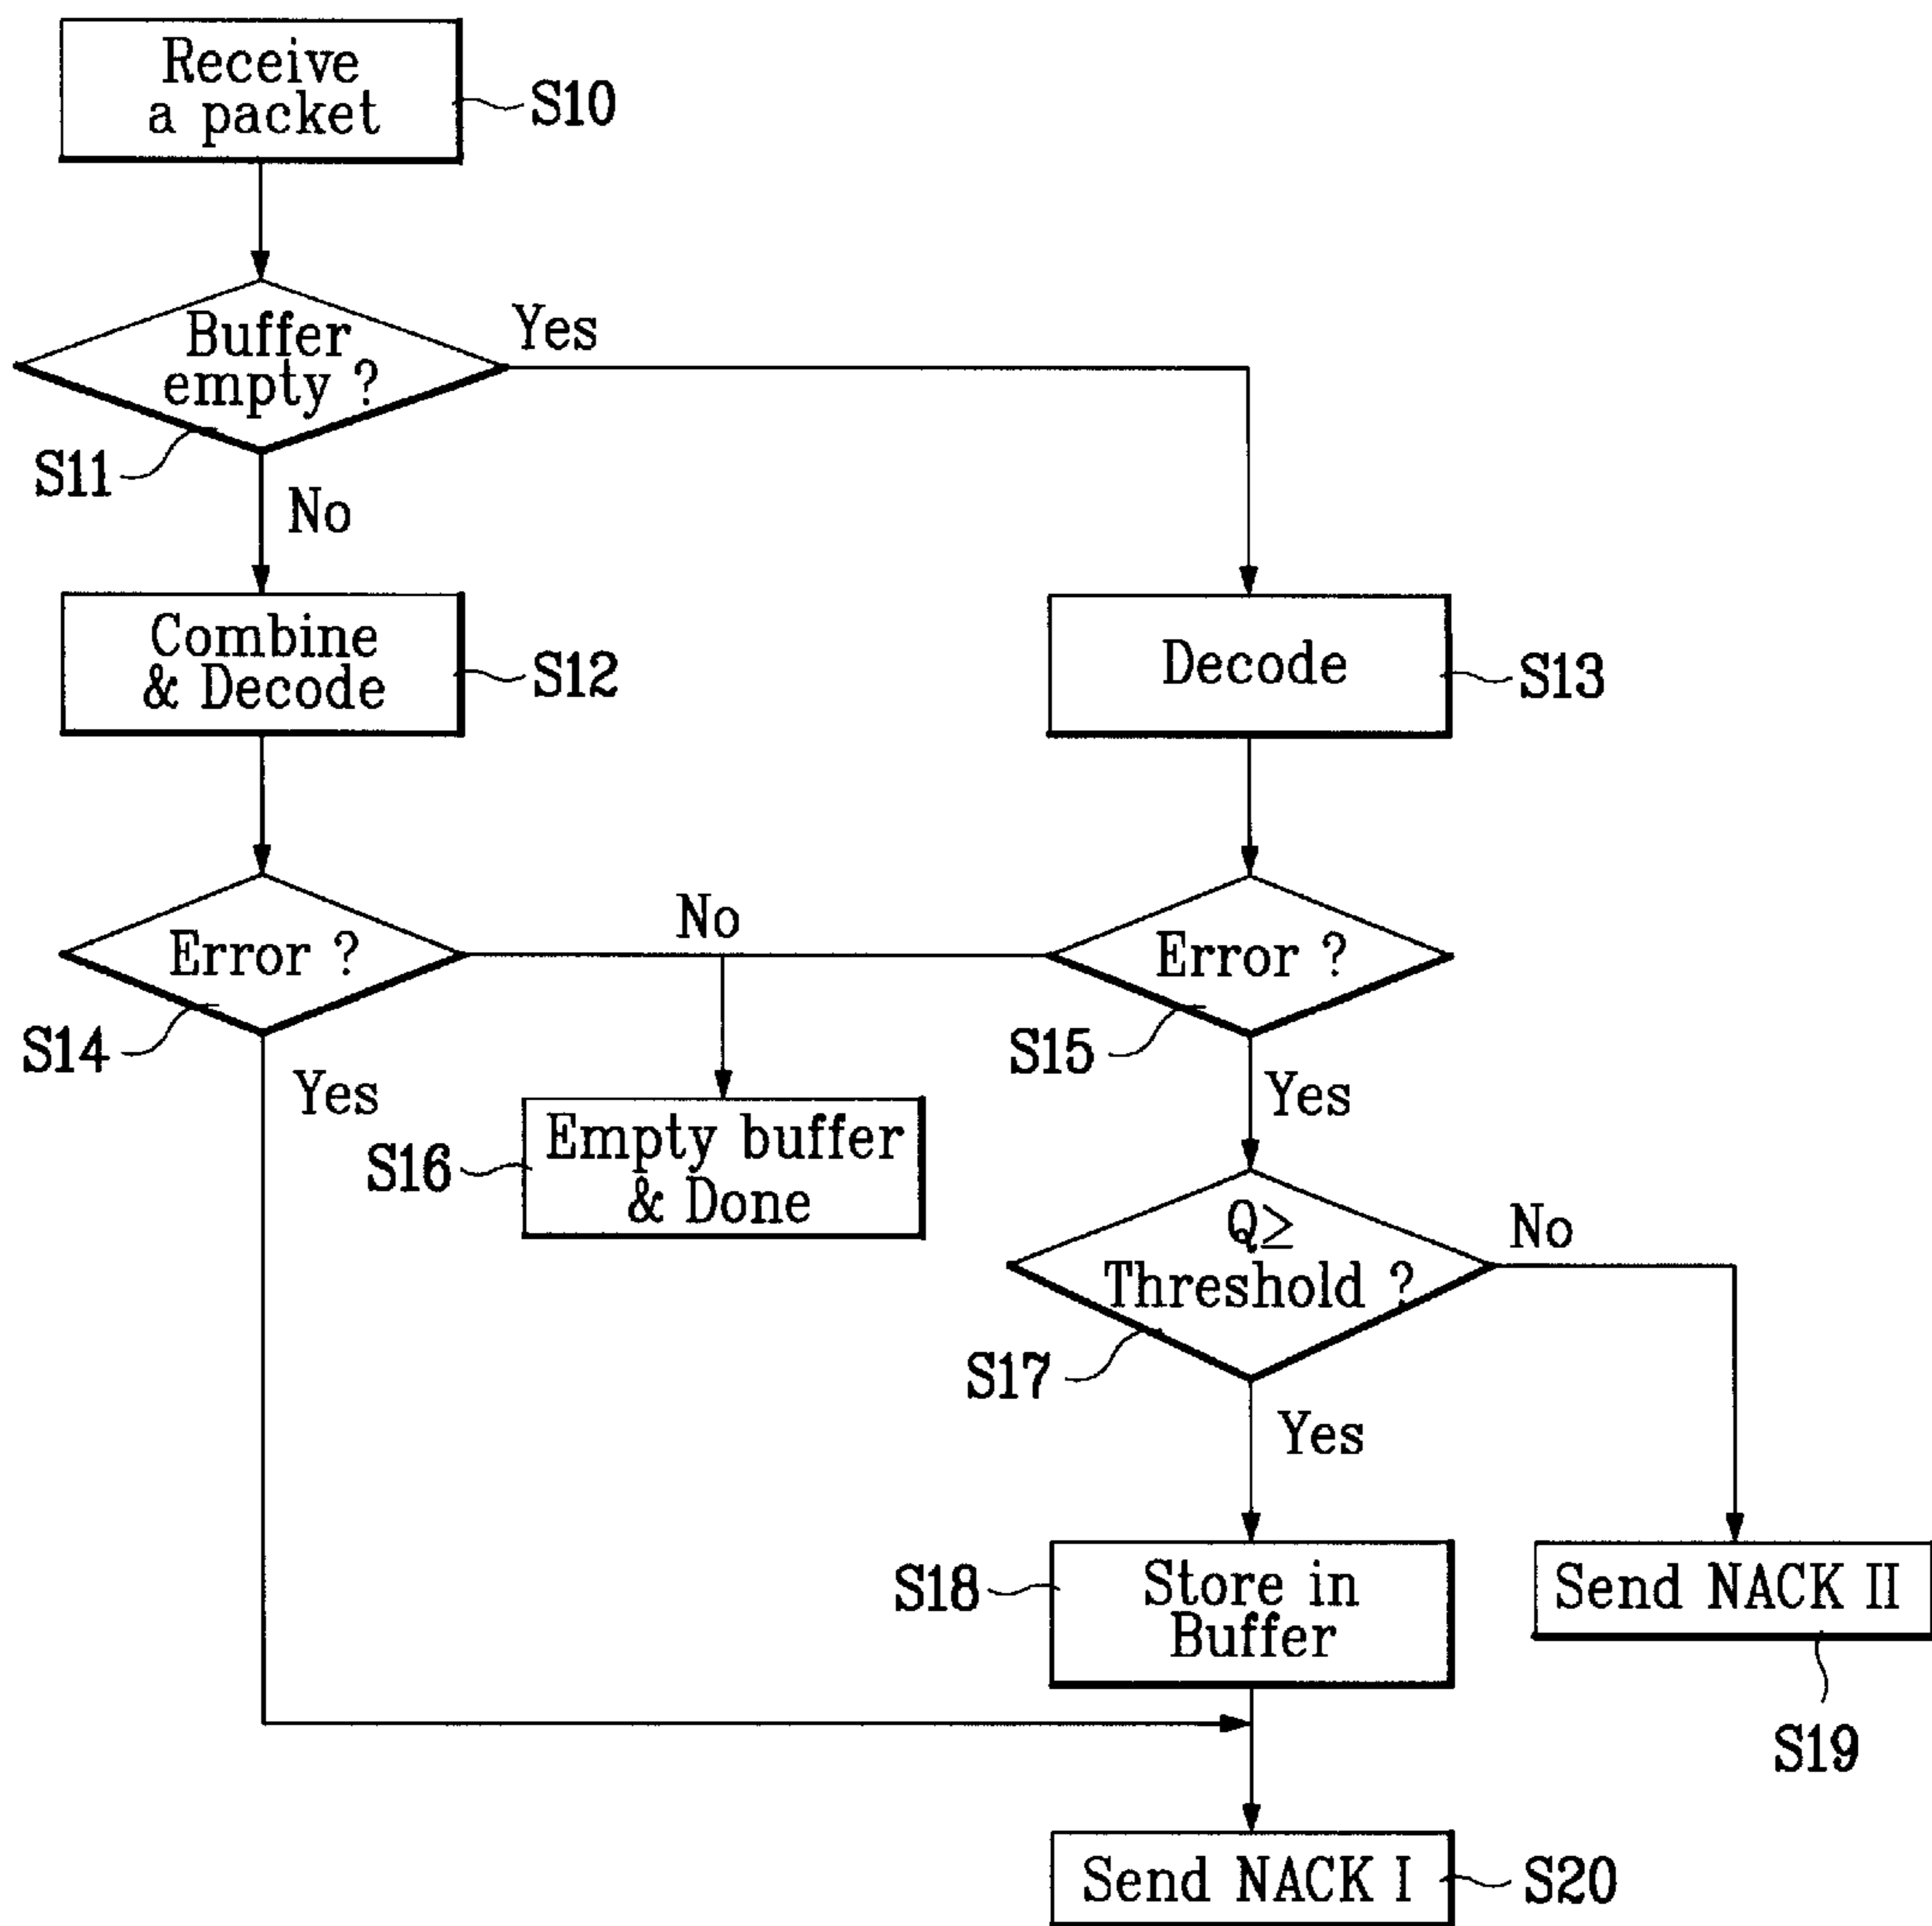 Receive
a packet
S10
Buffer
empty ?
Yes
S11
No
Combine
& Decode
S12
Decode
S13
Error ?
No
Error ?
S14
Yes
S15
Yes
Empty buffer
& Done
S16
Q≥
Threshold ?
No
S17
Yes
S18
Store in
Buffer
Send NACK II
S19
Send NACK I
S20